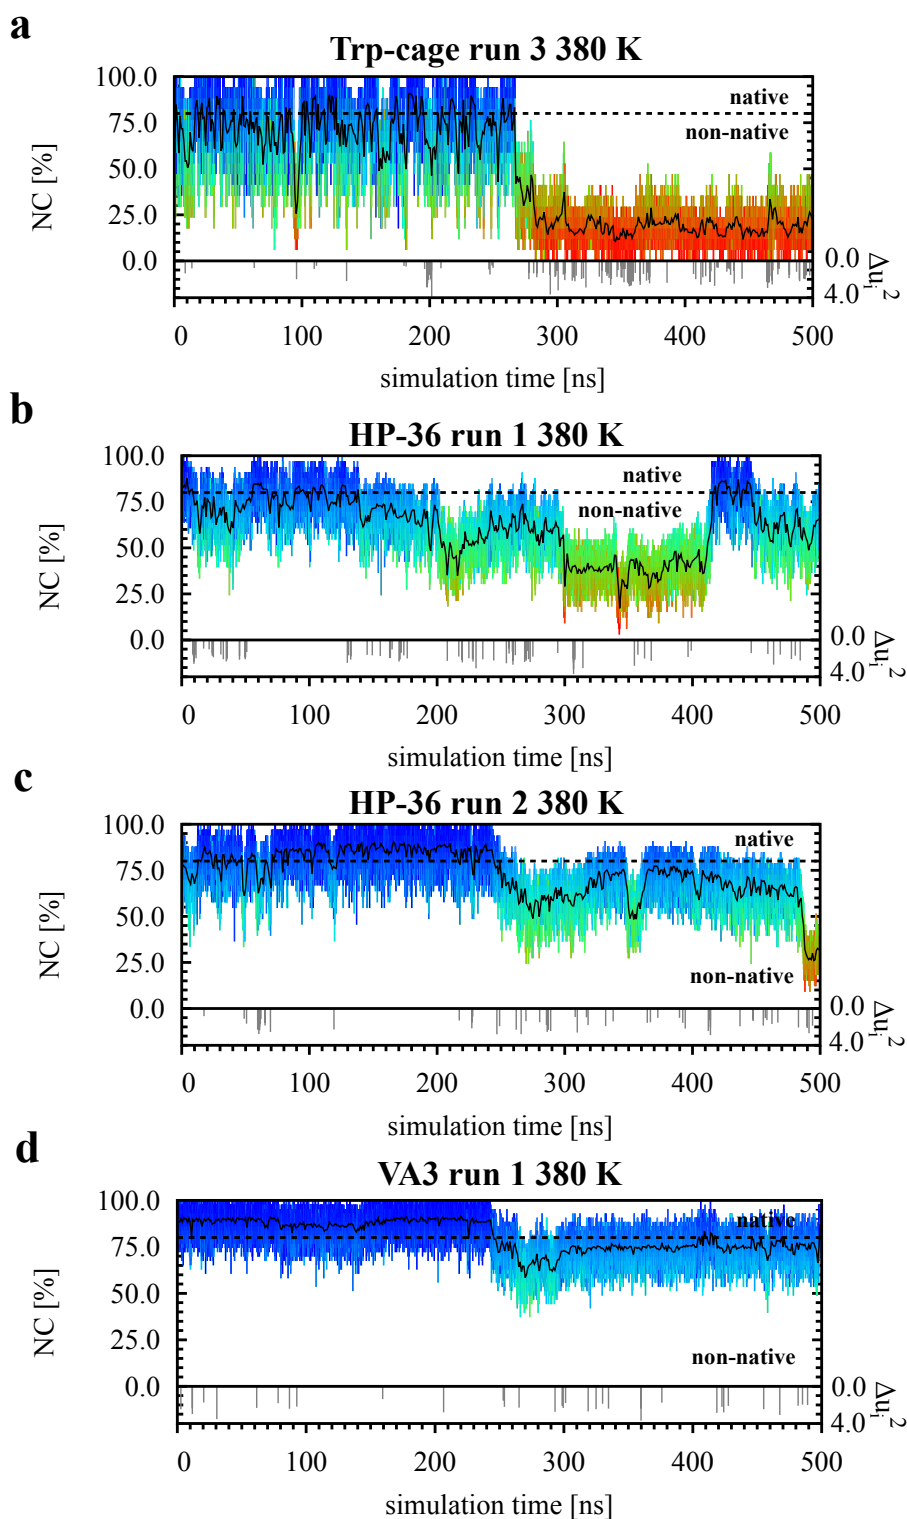 a
Trp-cage run 3 380 K
100.0
75.0
50.0
25.0
0.0
NC [%]
native
non-native
0.0
4.0
Δu_i^2
0 100 200 300 400 500
simulation time [ns]
b
HP-36 run 1 380 K
100.0
75.0
50.0
25.0
0.0
NC [%]
native
non-native
0.0
4.0
Δu_i^2
0 100 200 300 400 500
simulation time [ns]
c
HP-36 run 2 380 K
100.0
75.0
50.0
25.0
0.0
NC [%]
native
non-native
0.0
4.0
Δu_i^2
0 100 200 300 400 500
simulation time [ns]
d
VA3 run 1 380 K
100.0
75.0
50.0
25.0
0.0
NC [%]
native
non-native
0.0
4.0
Δu_i^2
0 100 200 300 400 500
simulation time [ns]